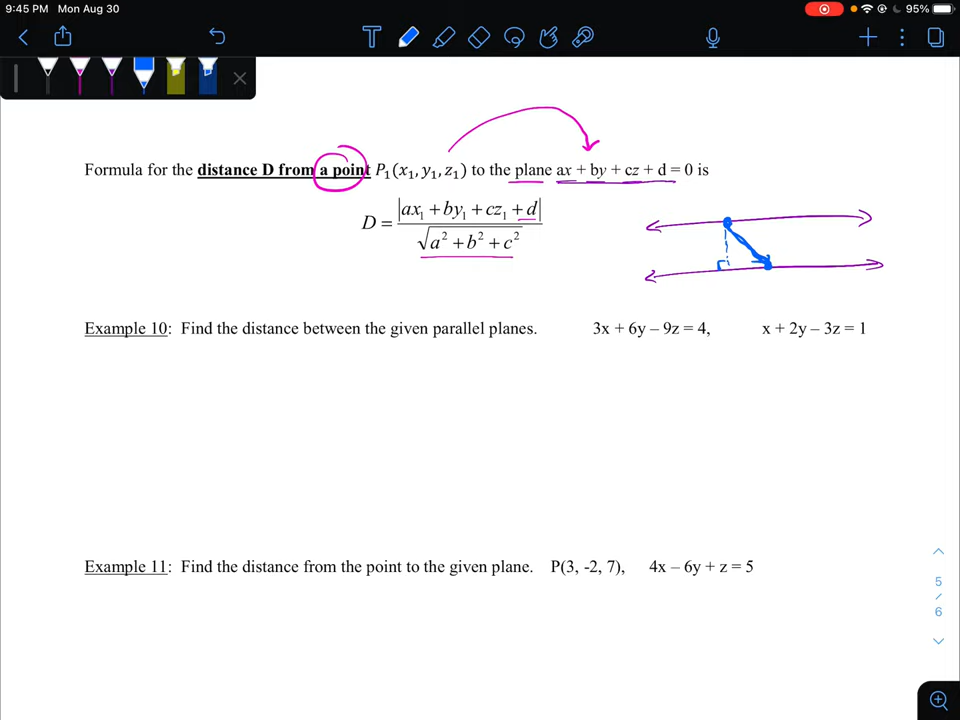 9:45 PM Mon Aug 30 95%
T
Formula for the distance D from a point P₁(x₁, y₁, z₁) to the plane ax + by + cz + d = 0 is
D = |ax₁ + by₁ + cz₁ + d| / √(a² + b² + c²)
Example 10: Find the distance between the given parallel planes. 3x + 6y – 9z = 4, x + 2y – 3z = 1
Example 11: Find the distance from the point to the given plane. P(3, -2, 7), 4x – 6y + z = 5
5
/
6